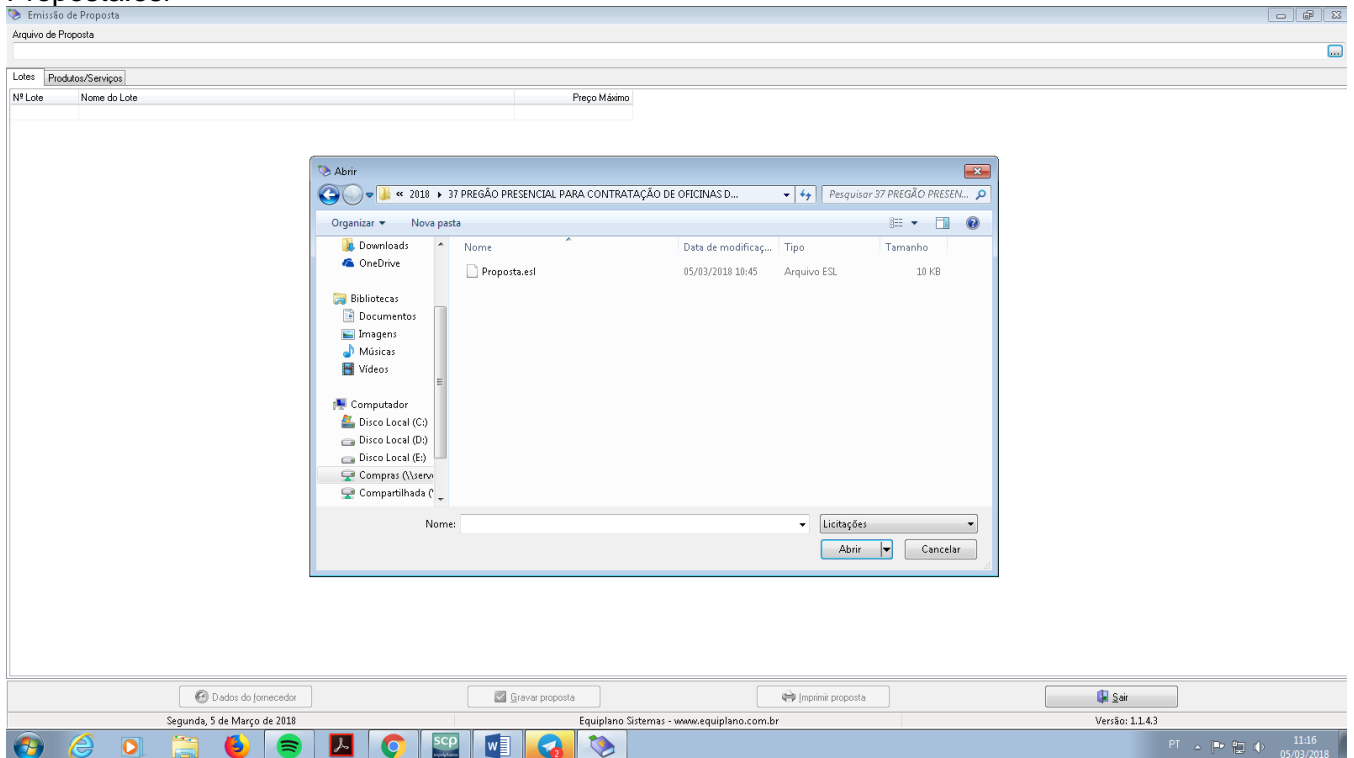 Emissão de Proposta
Arquivo de Proposta
Lotes Produtos/Serviços
Nº Lote Nome do Lote Preço Máximo
Abrir
« 2018 37 PREGÃO PRESENCIAL PARA CONTRATAÇÃO DE OFICINAS D... Pesquisar 37 PREGÃO PRESEN...
Organizar Nova pasta
Downloads
OneDrive
Bibliotecas
Documentos
Imagens
Músicas
Vídeos
Computador
Disco Local (C:)
Disco Local (D:)
Disco Local (E:)
Compras (\\serv
Compartilhada (
Nome Data de modificaç... Tipo Tamanho
Proposta.esl 05/03/2018 10:45 Arquivo ESL 10 KB
Nome: Licitações
Abrir Cancelar
Dados do fornecedor Gravar proposta Imprimir proposta Sair
Segunda, 5 de Março de 2018 Equiplano Sistemas - www.equiplano.com.br Versão: 1.1.4.3
scp
PT 11:16
05/03/2018